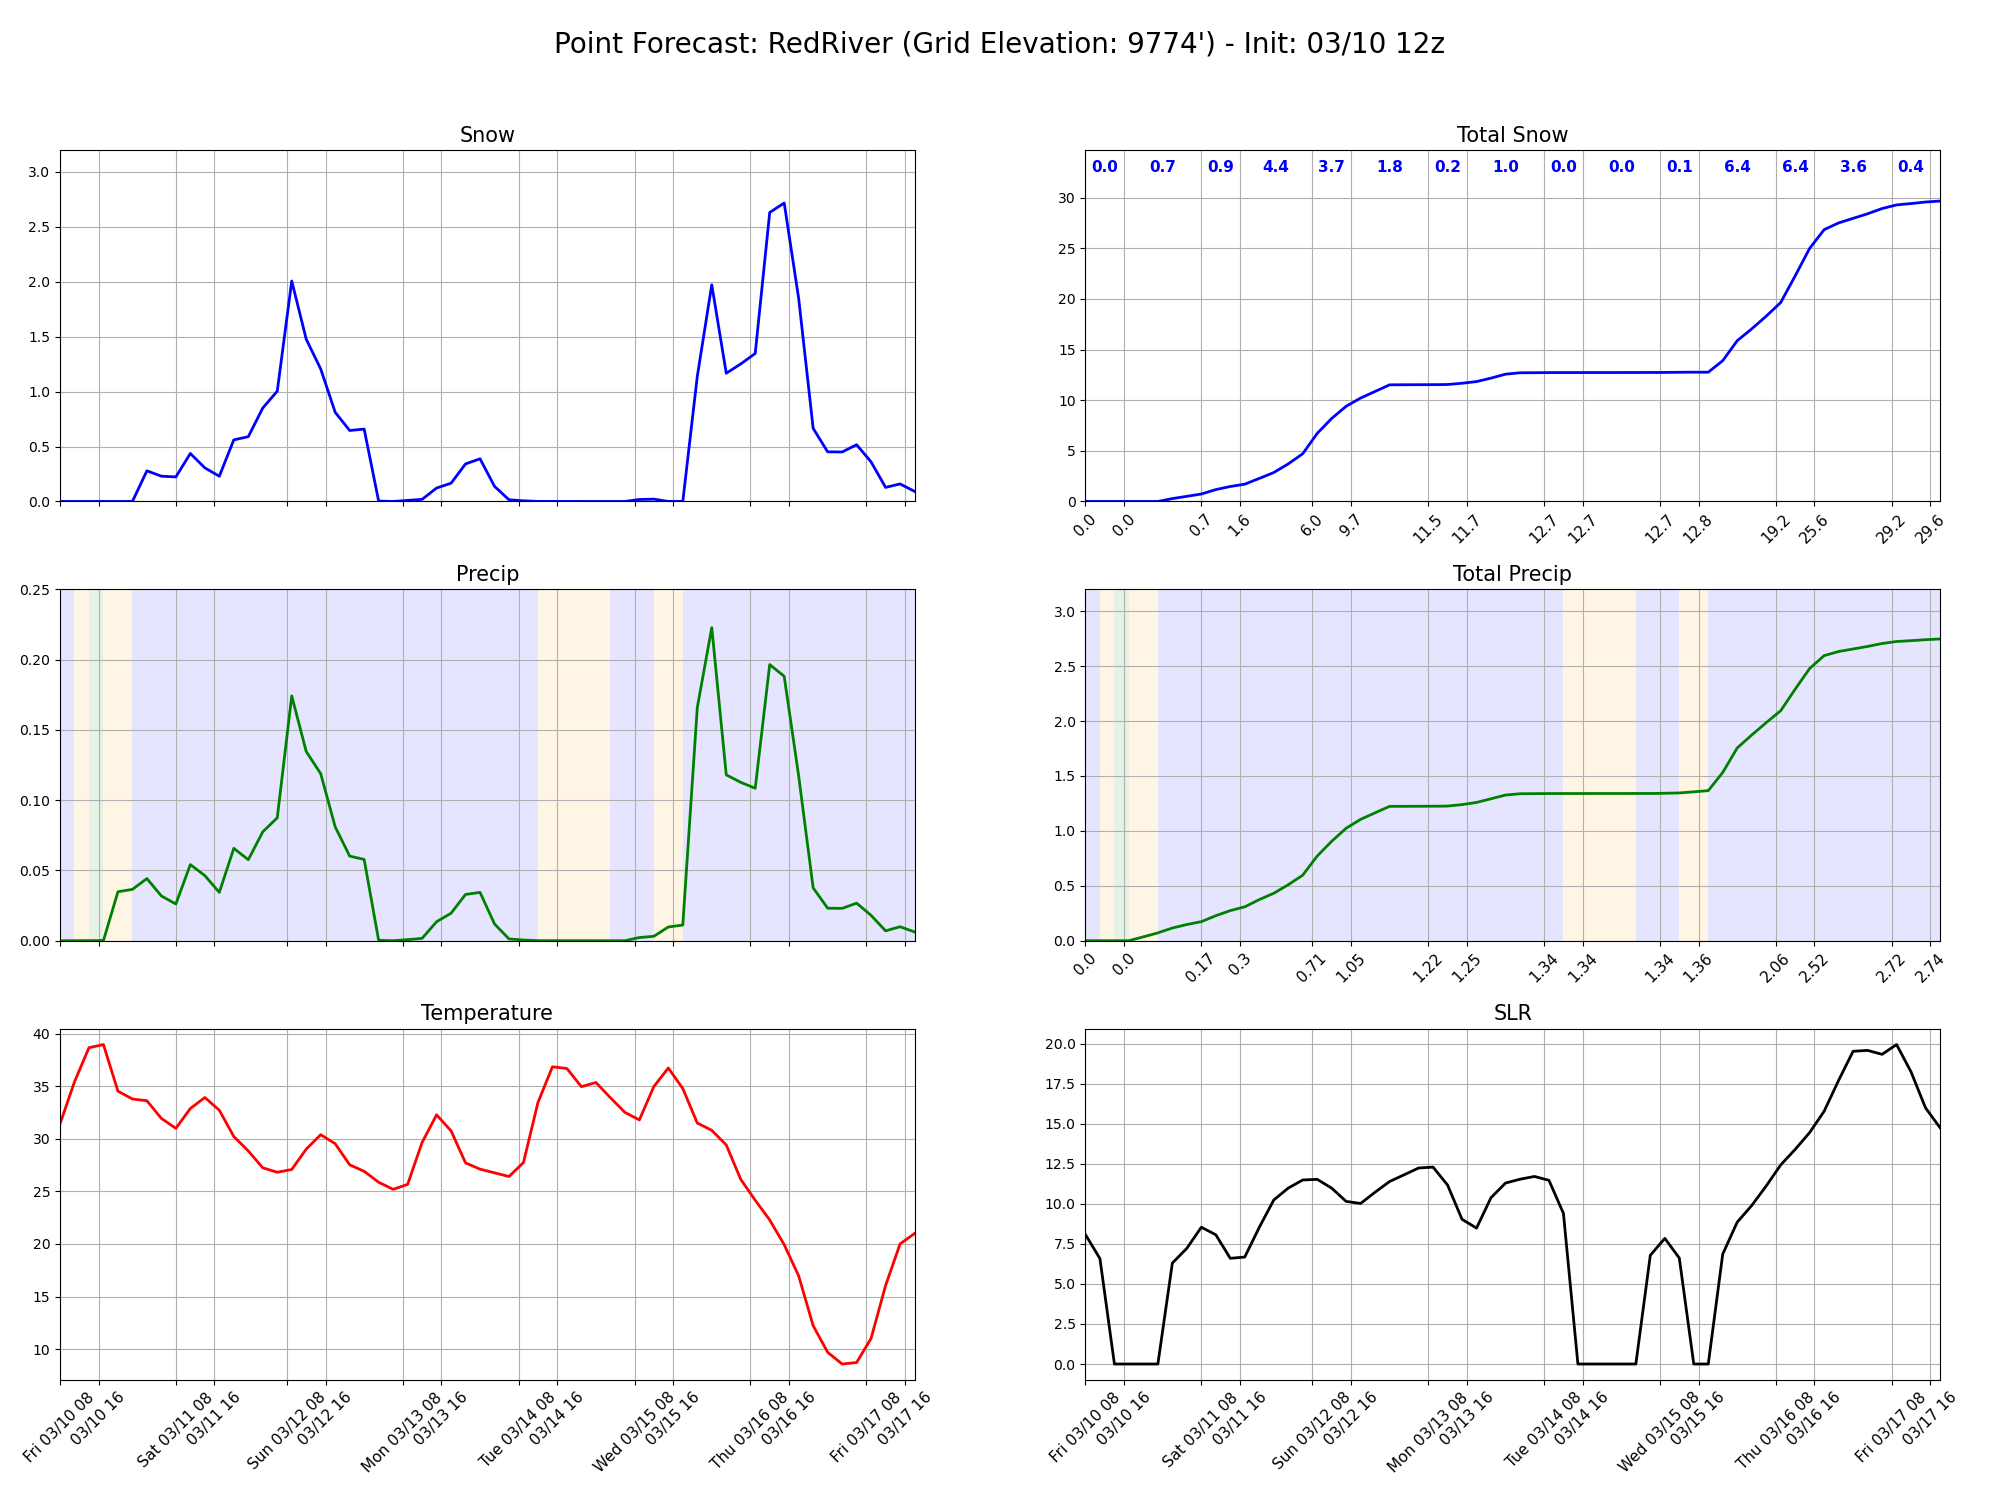 Point Forecast: RedRiver (Grid Elevation: 9774') - Init: 03/10 12z
Snow
3.0
2.5
2.0
1.5
1.0
0.5
0.0
Total Snow
0.0 0.7 0.9 4.4 3.7 1.8 0.2 1.0 0.0 0.0 0.1 6.4 6.4 3.6 0.4
30
25
20
15
10
5
0
0.0 0.0 0.7 1.6 6.0 9.7 11.5 11.7 12.7 12.7 12.7 12.8 19.2 25.6 29.2 29.6
Precip
0.25
0.20
0.15
0.10
0.05
0.00
Total Precip
3.0
2.5
2.0
1.5
1.0
0.5
0.0
0.0 0.0 0.17 0.3 0.71 1.05 1.22 1.25 1.34 1.34 1.34 1.36 2.06 2.52 2.72 2.74
Temperature
40
35
30
25
20
15
10
Fri 03/10 08
03/10 16
Sat 03/11 08
03/11 16
Sun 03/12 08
03/12 16
Mon 03/13 08
03/13 16
Tue 03/14 08
03/14 16
Wed 03/15 08
03/15 16
Thu 03/16 08
03/16 16
Fri 03/17 08
03/17 16
SLR
20.0
17.5
15.0
12.5
10.0
7.5
5.0
2.5
0.0
Fri 03/10 08
03/10 16
Sat 03/11 08
03/11 16
Sun 03/12 08
03/12 16
Mon 03/13 08
03/13 16
Tue 03/14 08
03/14 16
Wed 03/15 08
03/15 16
Thu 03/16 08
03/16 16
Fri 03/17 08
03/17 16